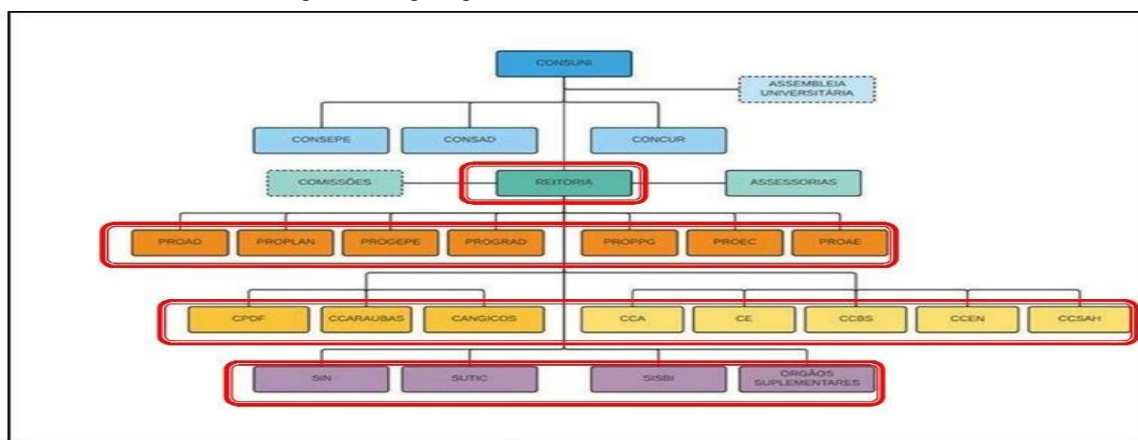 CONSUNI
ASSEMBLEIA
UNIVERSITÁRIA
CONSEPE CONSAD CONCUR
COMISSÕES REITORIA ASSESSORIAS
PROAD PROPLAN PROGEPE PROGRAD PROPPG PROEC PROAE
CPDF CCARAUBAS CANGICOS CCA CE CCBS CCEN CCSAH
SIN SUTIC SISBI ÓRGÃOS
SUPLEMENTARES